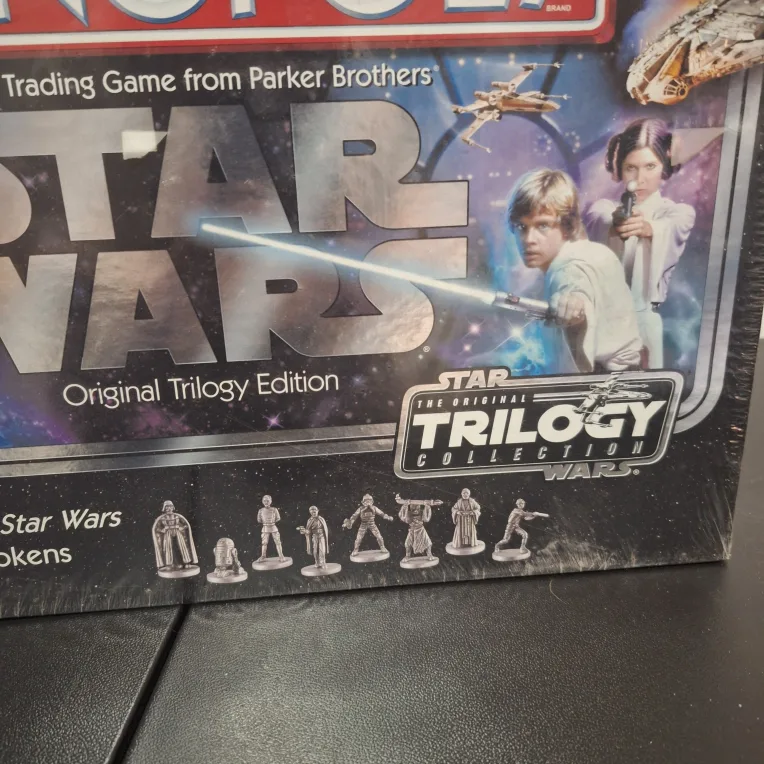 BRAND
Trading Game from Parker Brothers
STAR
WARS
Original Trilogy Edition
STAR
THE ORIGINAL
TRILOGY
COLLECTION
WARS
Star Wars
okens